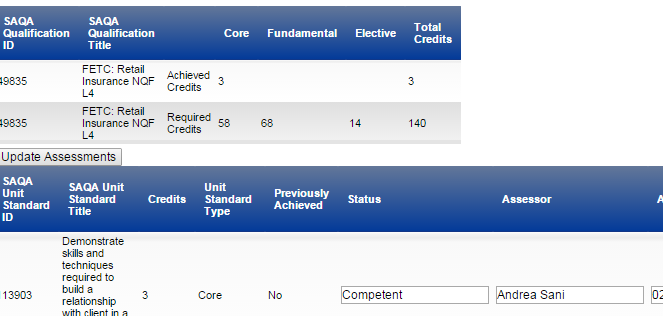 SAQA Qualification ID SAQA Qualification Title Core Fundamental Elective Total Credits
49835 FETC: Retail Insurance NQF L4 Achieved Credits 3 3
49835 FETC: Retail Insurance NQF L4 Required Credits 58 68 14 140
Update Assessments
SAQA Unit Standard ID SAQA Unit Standard Title Credits Unit Standard Type Previously Achieved Status Assessor
13903 Demonstrate skills and techniques required to build a relationship with client in a 3 Core No Competent Andrea Sani 02